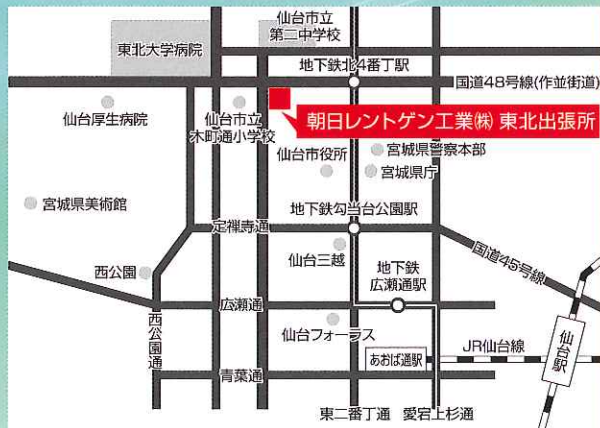 仙台市立
第二中学校
東北大学病院
地下鉄北4番丁駅
国道48号線(作並街道)
仙台厚生病院
仙台市立
木町通小学校
朝日レントゲン工業㈱ 東北出張所
仙台市役所
宮城県警察本部
宮城県庁
宮城県美術館
地下鉄勾当台公園駅
定禅寺通
仙台三越
国道45号線
西公園
地下鉄
広瀬通駅
広瀬通
西公園通
仙台フォーラス
あおば通駅
JR仙台線
仙台駅
青葉通
東二番丁通
愛宕上杉通